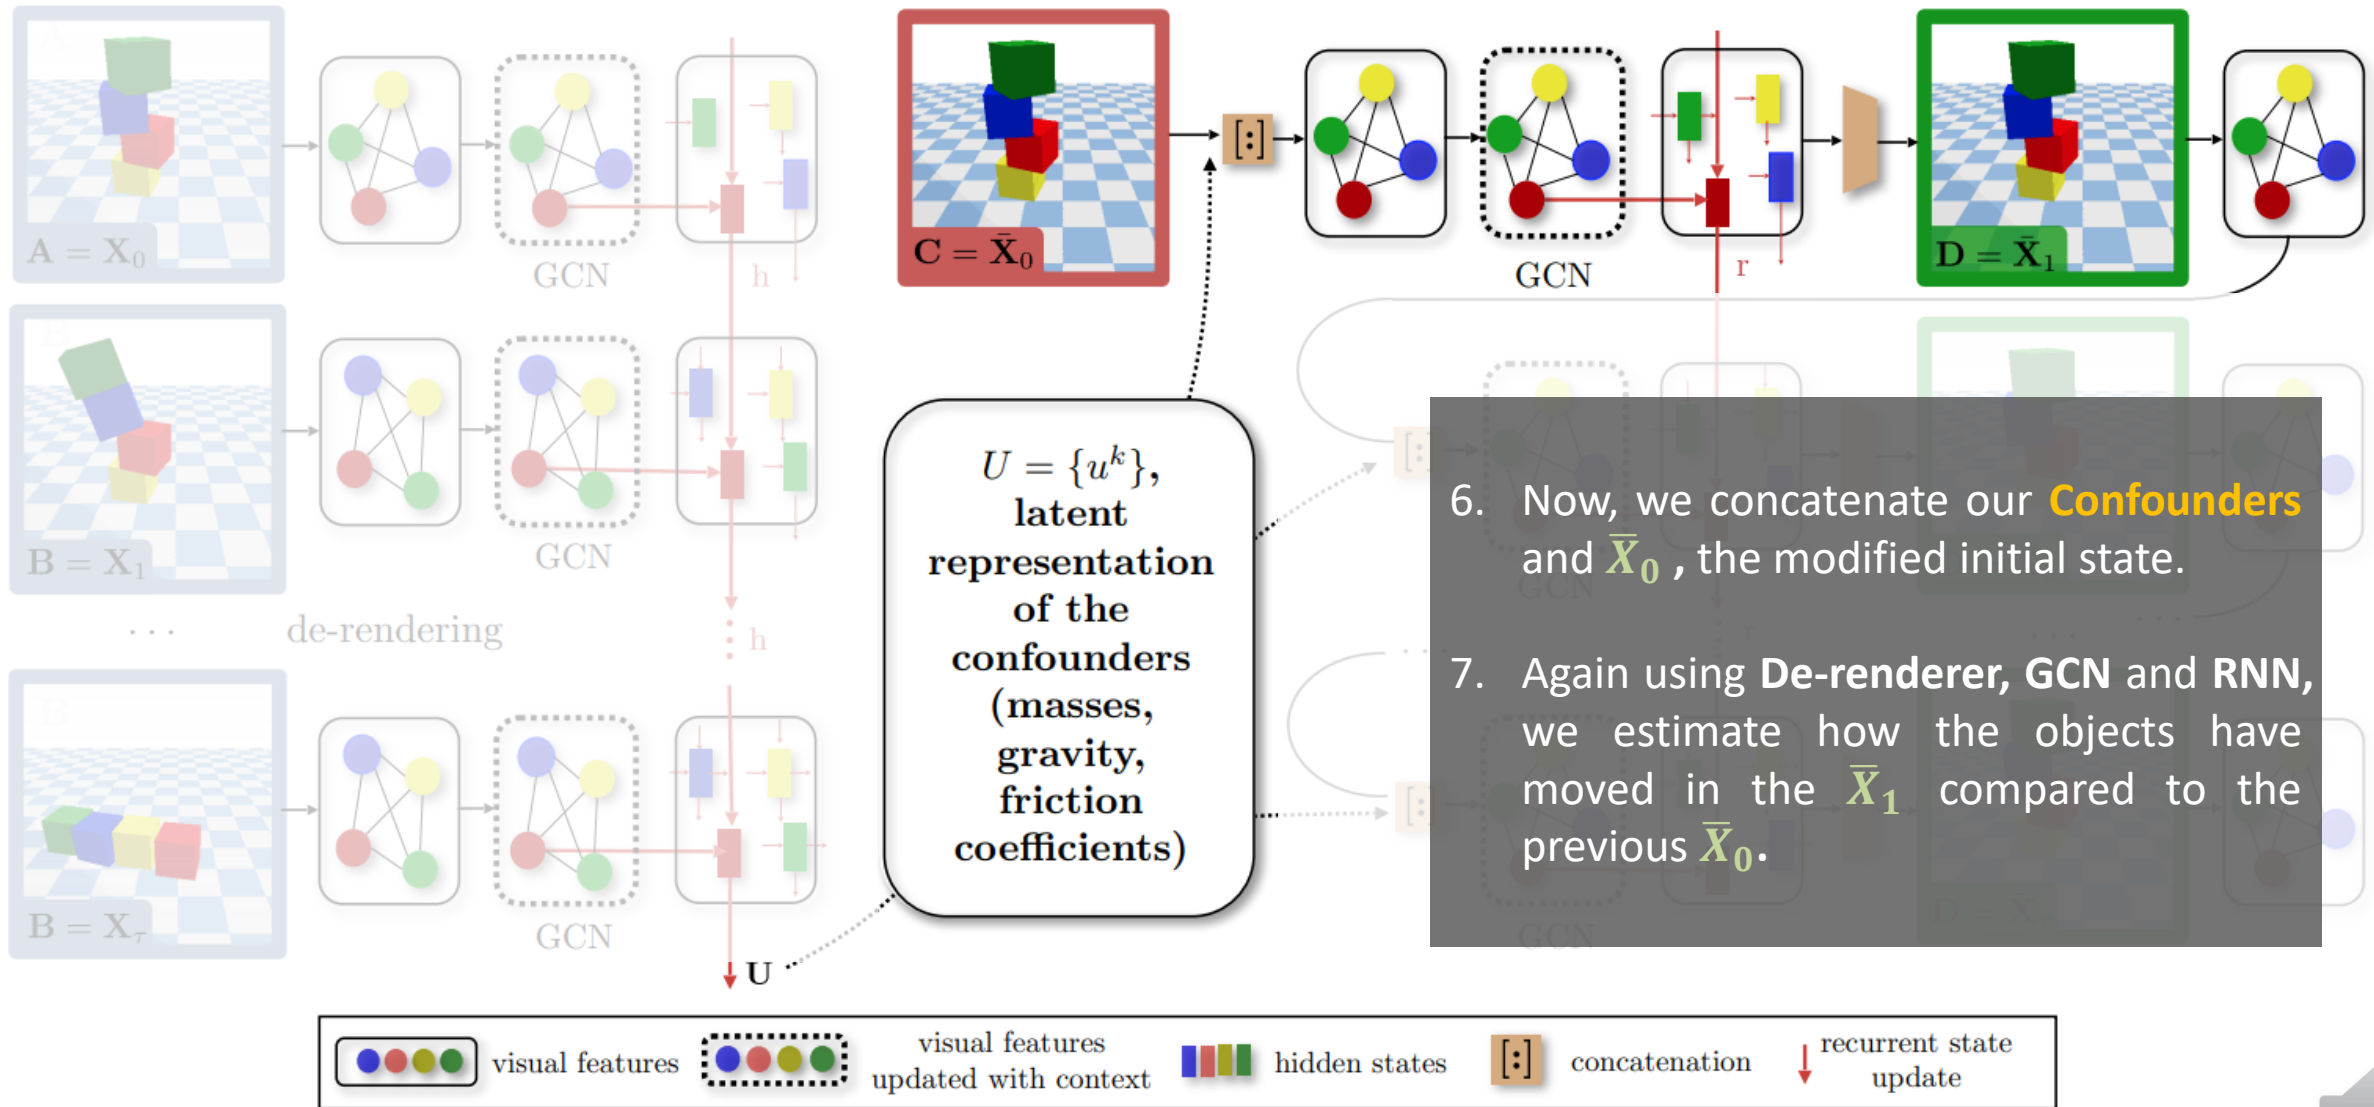 A = X₀
GCN
h
B = X₁
GCN
· · · de-rendering
h
B = X_τ
GCN
U
C = X̄₀
[:]
GCN
r
D = X̄₁
U = {u^k},
latent
representation
of the
confounders
(masses,
gravity,
friction
coefficients)
[:]
[:]
6. Now, we concatenate our Confounders
and X̄₀ , the modified initial state.
7. Again using De-renderer, GCN and RNN,
we estimate how the objects have
moved in the X̄₁ compared to the
previous X̄₀.
GCN
visual features
visual features
updated with context
hidden states
[:] concatenation
recurrent state
update